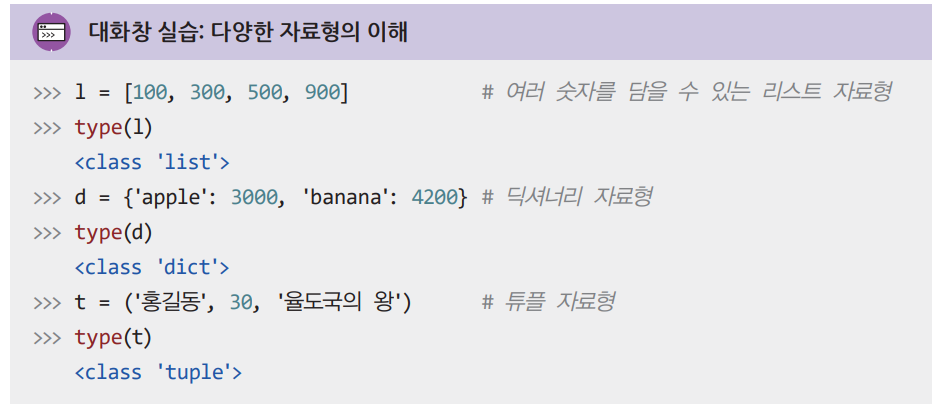 대화창 실습: 다양한 자료형의 이해
>>> l = [100, 300, 500, 900] # 여러 숫자를 담을 수 있는 리스트 자료형
>>> type(l)
<class 'list'>
>>> d = {'apple': 3000, 'banana': 4200} # 딕셔너리 자료형
>>> type(d)
<class 'dict'>
>>> t = ('홍길동', 30, '율도국의 왕') # 튜플 자료형
>>> type(t)
<class 'tuple'>